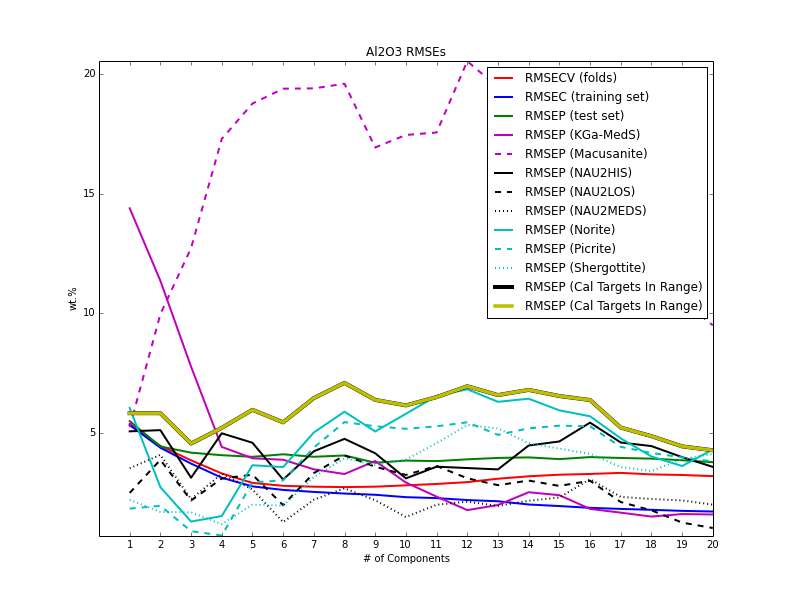 Al2O3 RMSEs
20
15
10
5
wt.%
RMSECV (folds)
RMSEC (training set)
RMSEP (test set)
RMSEP (KGa-MedS)
RMSEP (Macusanite)
RMSEP (NAU2HIS)
RMSEP (NAU2LOS)
RMSEP (NAU2MEDS)
RMSEP (Norite)
RMSEP (Picrite)
RMSEP (Shergottite)
RMSEP (Cal Targets In Range)
RMSEP (Cal Targets In Range)
1 2 3 4 5 6 7 8 9 10 11 12 13 14 15 16 17 18 19 20
# of Components